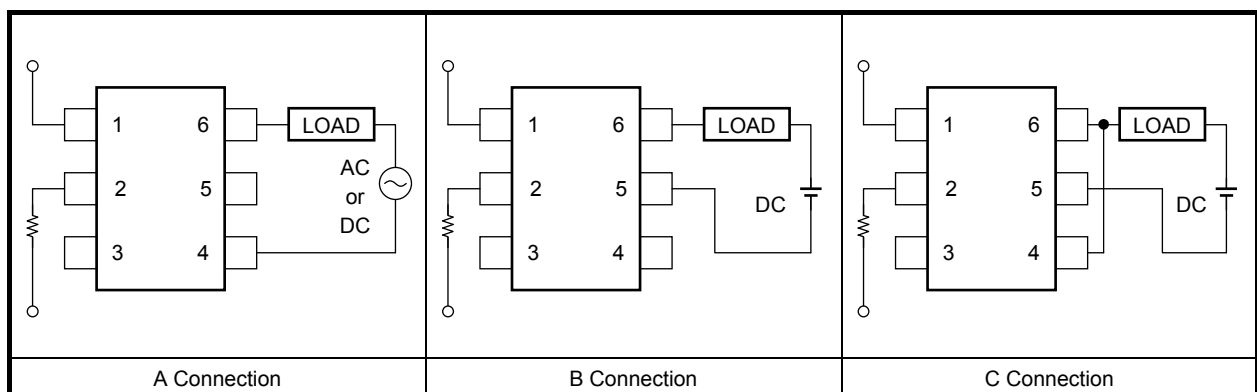 1 6 LOAD
2 5 AC
or
DC
3 4
A Connection
1 6 LOAD
2 5 DC
3 4
B Connection
1 6 LOAD
2 5 DC
3 4
C Connection